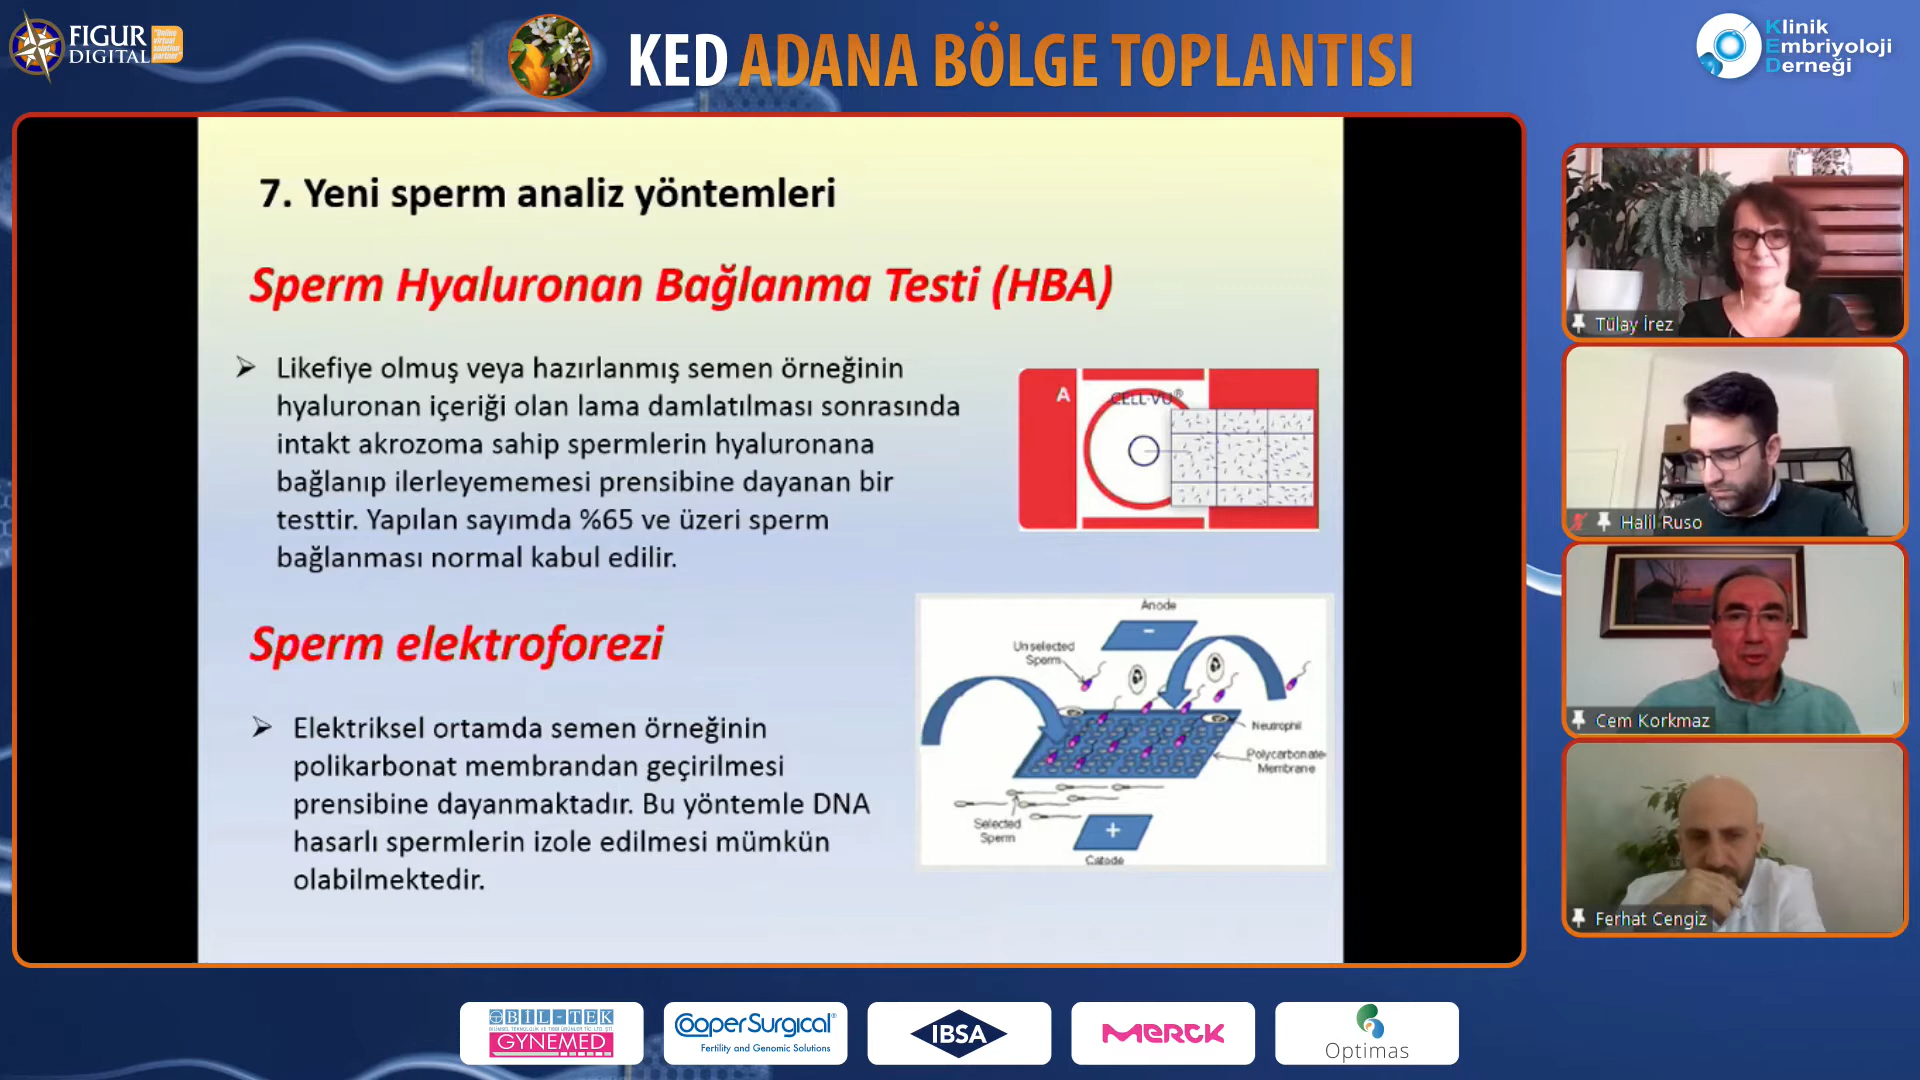 FIGUR
DIGITAL
"Online
virtual
solution
partner"
KED ADANA BÖLGE TOPLANTISI
Klinik
Embriyoloji
Derneği
7. Yeni sperm analiz yöntemleri
Sperm Hyaluronan Bağlanma Testi (HBA)
Likefiye olmuş veya hazırlanmış semen örneğinin
hyaluronan içeriği olan lama damlatılması sonrasında
intakt akrozoma sahip spermlerin hyaluronana
bağlanıp ilerleyememesi prensibine dayanan bir
testtir. Yapılan sayımda %65 ve üzeri sperm
bağlanması normal kabul edilir.
A
CELL-VU®
Sperm elektroforezi
Elektriksel ortamda semen örneğinin
polikarbonat membrandan geçirilmesi
prensibine dayanmaktadır. Bu yöntemle DNA
hasarlı spermlerin izole edilmesi mümkün
olabilmektedir.
Anode
-
Unselected
Sperm
Neutrophil
Polycarbonate
Membrane
Selected
Sperm
+
Catode
Tülay İrez
Halil Ruso
Cem Korkmaz
Ferhat Cengiz
BİL-TEK
GYNEMED
CooperSurgical®
Fertility and Genomic Solutions
IBSA
MERCK
Optimas